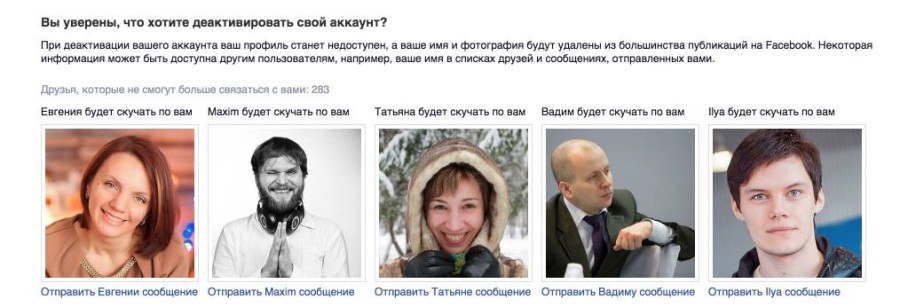 Вы уверены, что хотите деактивировать свой аккаунт?
При деактивации вашего аккаунта ваш профиль станет недоступен, а ваше имя и фотография будут удалены из большинства публикаций на Facebook. Некоторая
информация может быть доступна другим пользователям, например, ваше имя в списках друзей и сообщениях, отправленных вами.
Друзья, которые не смогут больше связаться с вами: 283
Евгения будет скучать по вам Maxim будет скучать по вам Татьяна будет скучать по вам Вадим будет скучать по вам Ilya будет скучать по вам
Отправить Евгении сообщение Отправить Maxim сообщение Отправить Татьяне сообщение Отправить Вадиму сообщение Отправить Ilya сообщение